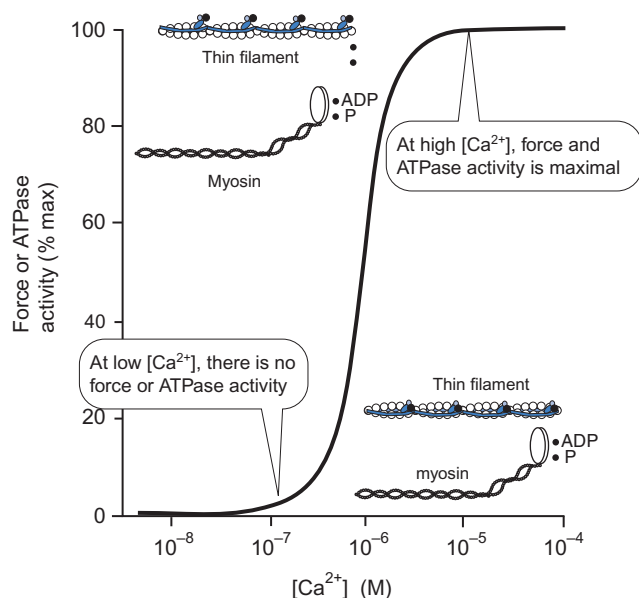 100
Thin filament
ADP
P
Myosin
80
At high [Ca²⁺], force and
ATPase activity is maximal
60
Force or ATPase
activity (% max)
40
At low [Ca²⁺], there is no
force or ATPase activity
Thin filament
20
ADP
P
myosin
0
10⁻⁸ 10⁻⁷ 10⁻⁶ 10⁻⁵ 10⁻⁴
[Ca²⁺] (M)